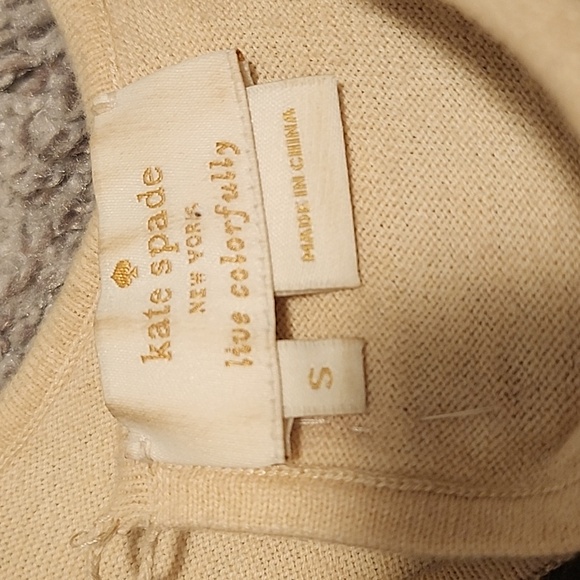 kate spade
NEW YORK
live colorfully
MADE IN CHINA
S